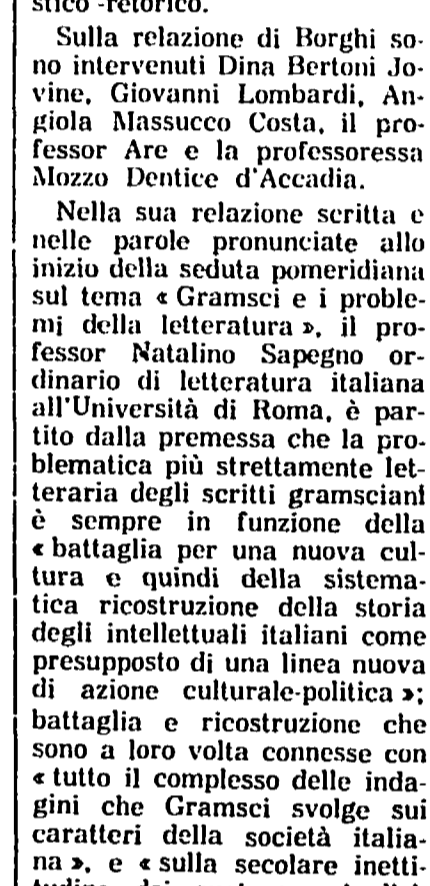 stico-retorico.
Sulla relazione di Borghi so-
no intervenuti Dina Bertoni Jo-
vine, Giovanni Lombardi, An-
giola Massucco Costa, il pro-
fessor Are e la professoressa
Mozzo Dentice d'Accadia.
Nella sua relazione scritta e
nelle parole pronunciate allo
inizio della seduta pomeridiana
sul tema « Gramsci e i proble-
mi della letteratura », il pro-
fessor Natalino Sapegno or-
dinario di letteratura italiana
all'Università di Roma, è par-
tito dalla premessa che la pro-
blematica più strettamente let-
teraria degli scritti gramsciani
è sempre in funzione della
« battaglia per una nuova cul-
tura e quindi della sistema-
tica ricostruzione della storia
degli intellettuali italiani come
presupposto di una linea nuova
di azione culturale-politica »;
battaglia e ricostruzione che
sono a loro volta connesse con
« tutto il complesso delle inda-
gini che Gramsci svolge sui
caratteri della società italia-
na », e « sulla secolare inetti-